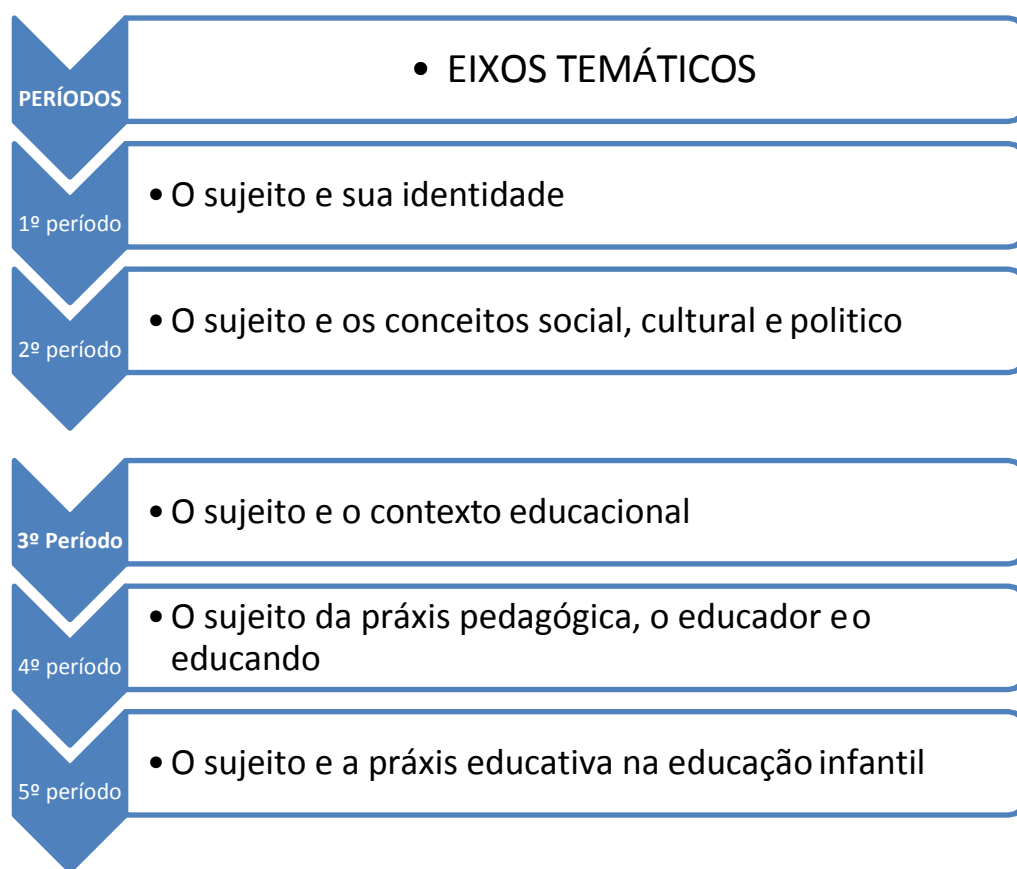 • EIXOS TEMÁTICOS
PERÍODOS
• O sujeito e sua identidade
1º período
• O sujeito e os conceitos social, cultural e politico
2º período
• O sujeito e o contexto educacional
3º Período
• O sujeito da práxis pedagógica, o educador e o
educando
4º período
• O sujeito e a práxis educativa na educação infantil
5º período